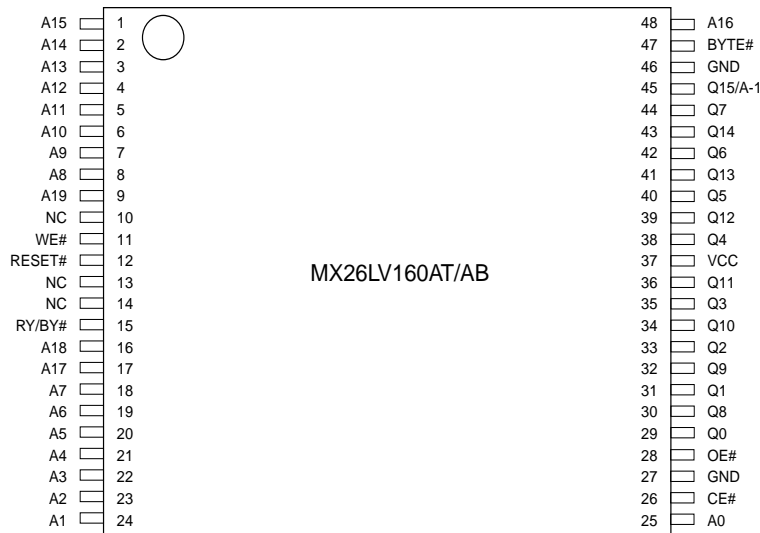 A15 1 48 A16
A14 2 47 BYTE#
A13 3 46 GND
A12 4 45 Q15/A-1
A11 5 44 Q7
A10 6 43 Q14
A9 7 42 Q6
A8 8 41 Q13
A19 9 40 Q5
NC 10 39 Q12
WE# 11 38 Q4
RESET# 12 37 VCC
MX26LV160AT/AB
NC 13 36 Q11
NC 14 35 Q3
RY/BY# 15 34 Q10
A18 16 33 Q2
A17 17 32 Q9
A7 18 31 Q1
A6 19 30 Q8
A5 20 29 Q0
A4 21 28 OE#
A3 22 27 GND
A2 23 26 CE#
A1 24 25 A0